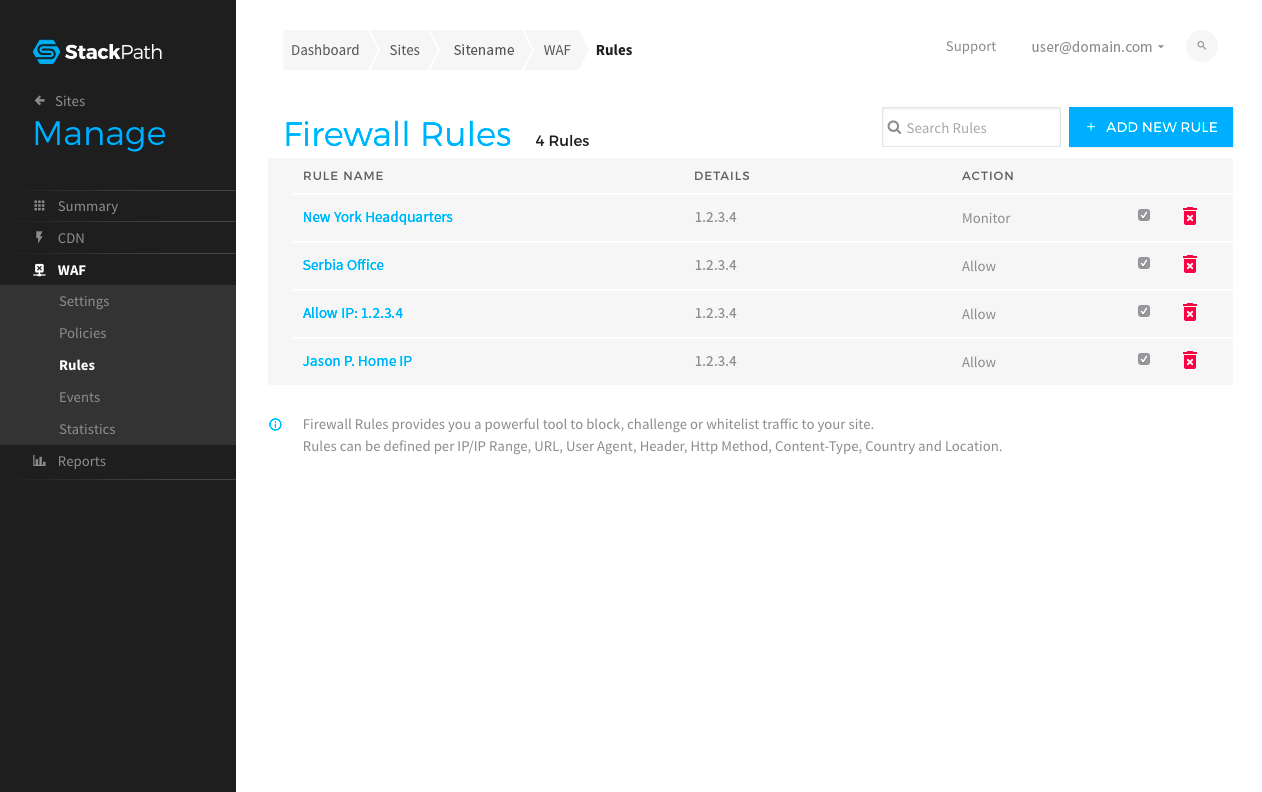 StackPath
Sites
Manage
Summary
CDN
WAF
Settings
Policies
Rules
Events
Statistics
Reports
Dashboard Sites Sitename WAF Rules
Support user@domain.com
Firewall Rules 4 Rules
Search Rules
+ ADD NEW RULE
RULE NAME DETAILS ACTION
New York Headquarters 1.2.3.4 Monitor
Serbia Office 1.2.3.4 Allow
Allow IP: 1.2.3.4 1.2.3.4 Allow
Jason P. Home IP 1.2.3.4 Allow
Firewall Rules provides you a powerful tool to block, challenge or whitelist traffic to your site.
Rules can be defined per IP/IP Range, URL, User Agent, Header, Http Method, Content-Type, Country and Location.